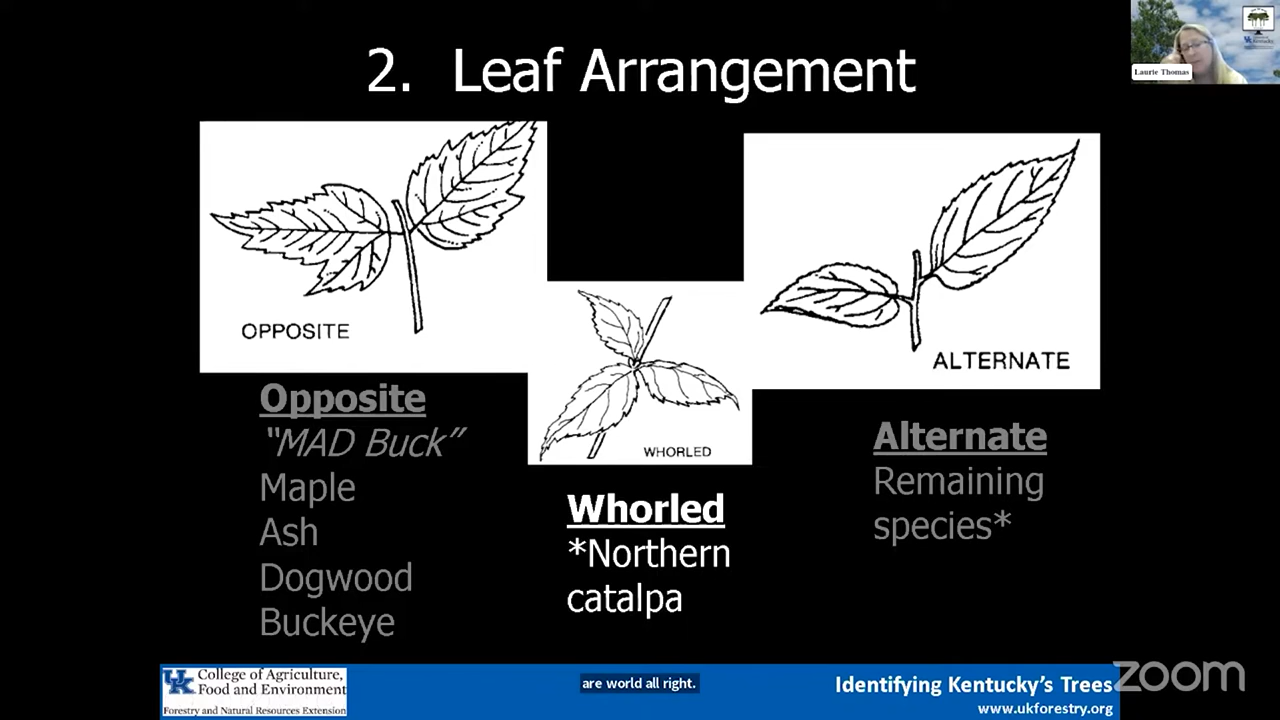 2. Leaf Arrangement
Laurie Thomas
OPPOSITE
WHORLED
ALTERNATE
Opposite
“MAD Buck”
Maple
Ash
Dogwood
Buckeye
Whorled
*Northern
catalpa
Alternate
Remaining
species*
UK
College of Agriculture,
Food and Environment
Forestry and Natural Resources Extension
are world all right.
Identifying Kentucky's Trees
www.ukforestry.org
zoom